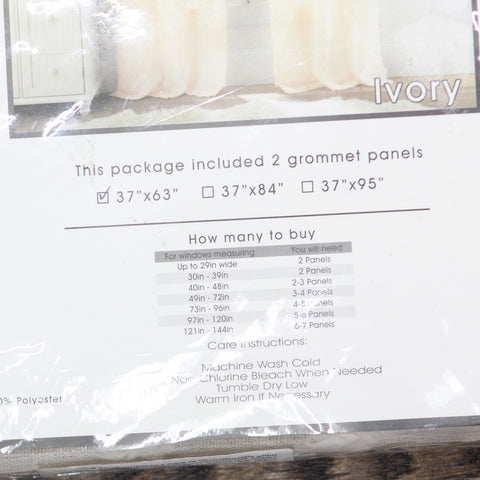 Ivory
This package included 2 grommet panels
☑ 37"x63" ☐ 37"x84" ☐ 37"x95"
How many to buy
For windows measuring You will need
Up to 29in wide 2 Panels
30in - 39in 2 Panels
40in - 48in 2-3 Panels
49in - 72in 3-4 Panels
73in - 96in 4-5 Panels
97in - 120in 5-6 Panels
121in - 144in 6-7 Panels
Care Instructions:
Machine Wash Cold
Non-Chlorine Bleach When Needed
Tumble Dry Low
Warm Iron If Necessary
0% Polyester